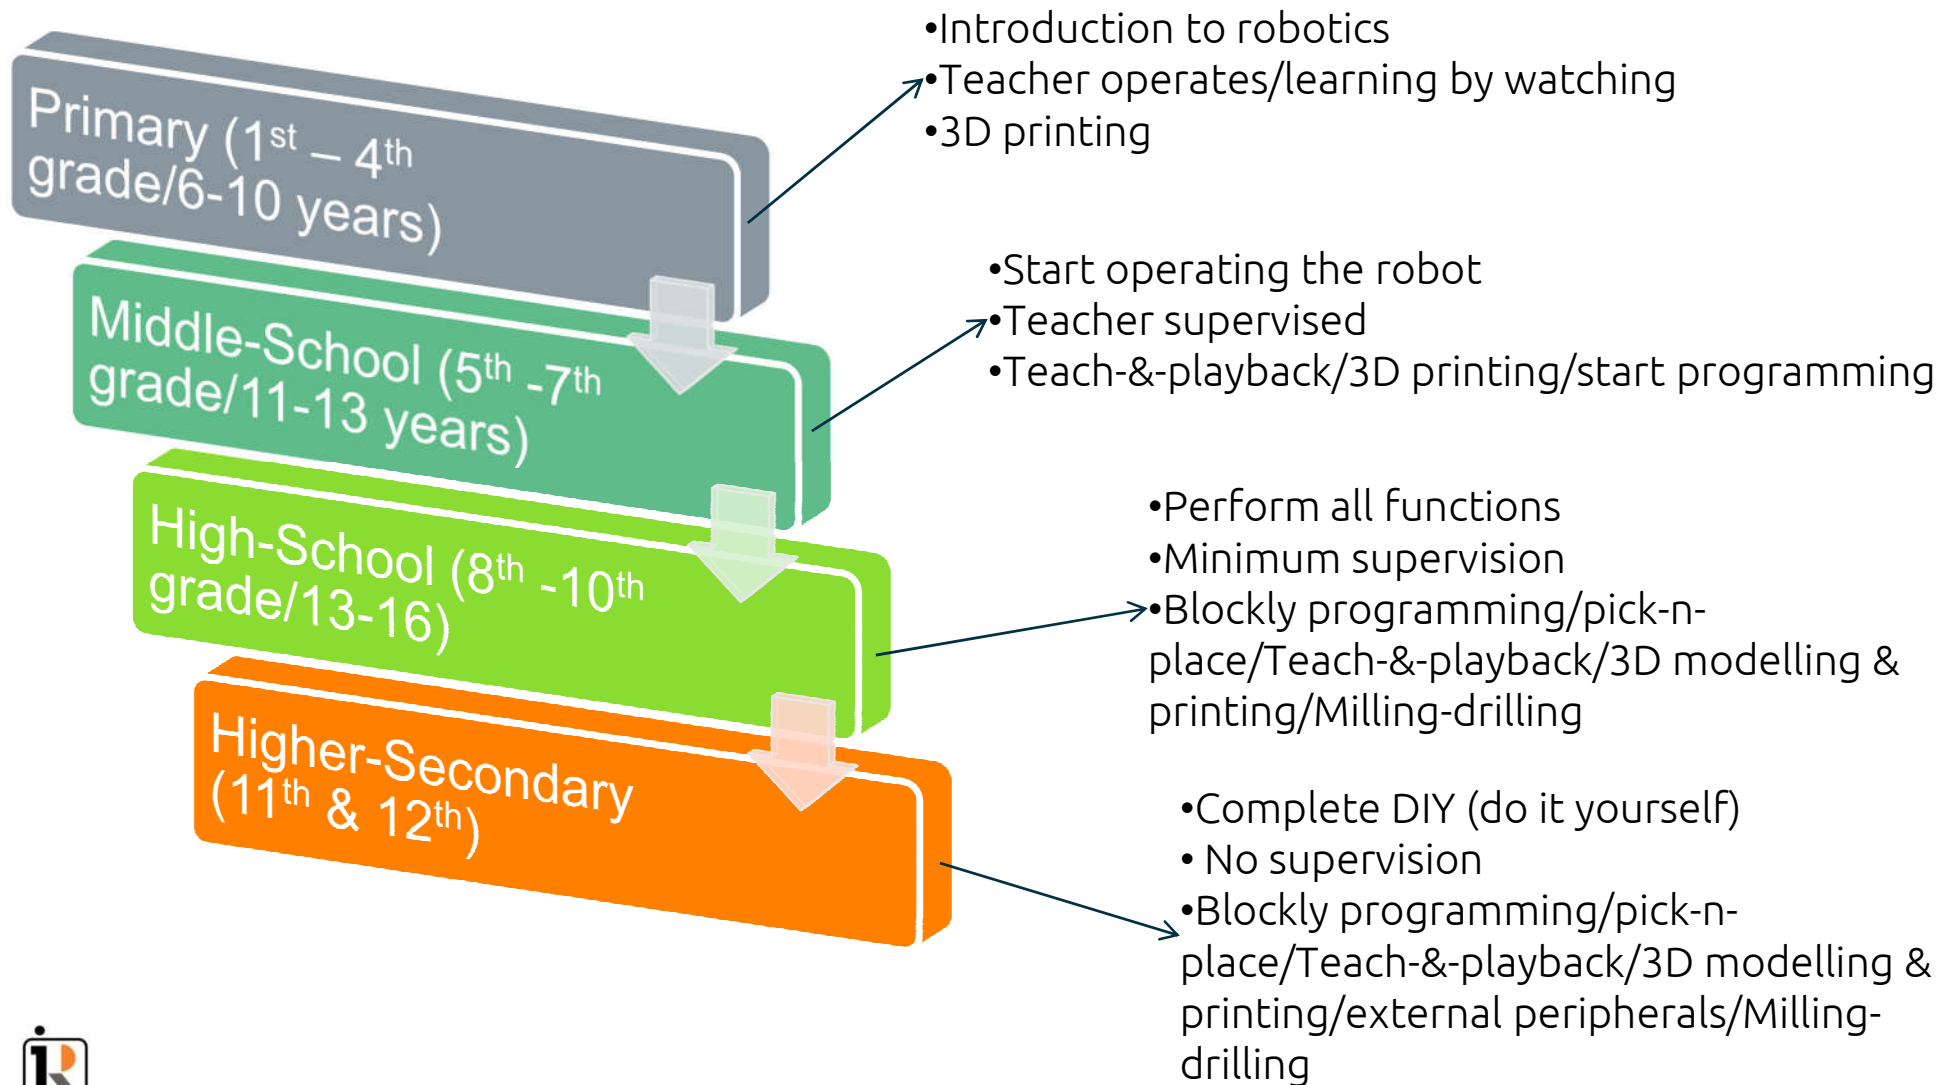 Primary (1st – 4th
grade/6-10 years)
•Introduction to robotics
•Teacher operates/learning by watching
•3D printing
Middle-School (5th -7th
grade/11-13 years)
•Start operating the robot
•Teacher supervised
•Teach-&-playback/3D printing/start programming
High-School (8th -10th
grade/13-16)
•Perform all functions
•Minimum supervision
•Blockly programming/pick-n-
place/Teach-&-playback/3D modelling &
printing/Milling-drilling
Higher-Secondary
(11th & 12th)
•Complete DIY (do it yourself)
• No supervision
•Blockly programming/pick-n-
place/Teach-&-playback/3D modelling &
printing/external peripherals/Milling-
drilling